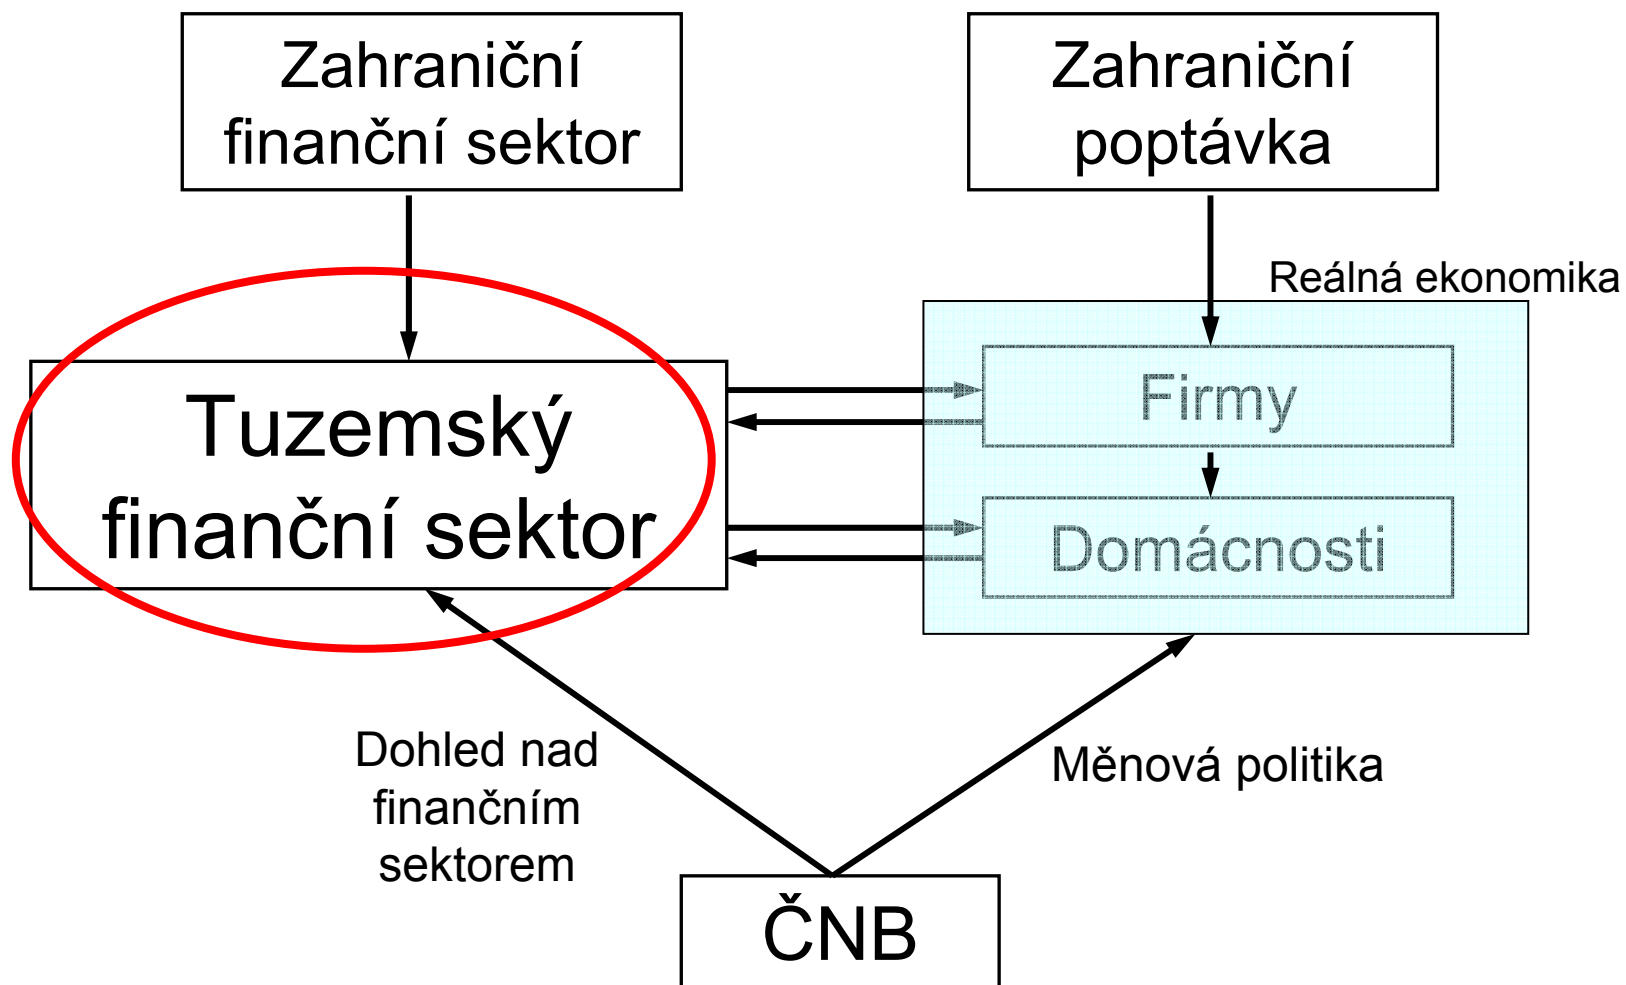 Zahraniční
finanční sektor
Zahraniční
poptávka
Reálná ekonomika
Tuzemský
finanční sektor
Firmy
Domácnosti
Dohled nad
finančním
sektorem
Měnová politika
ČNB